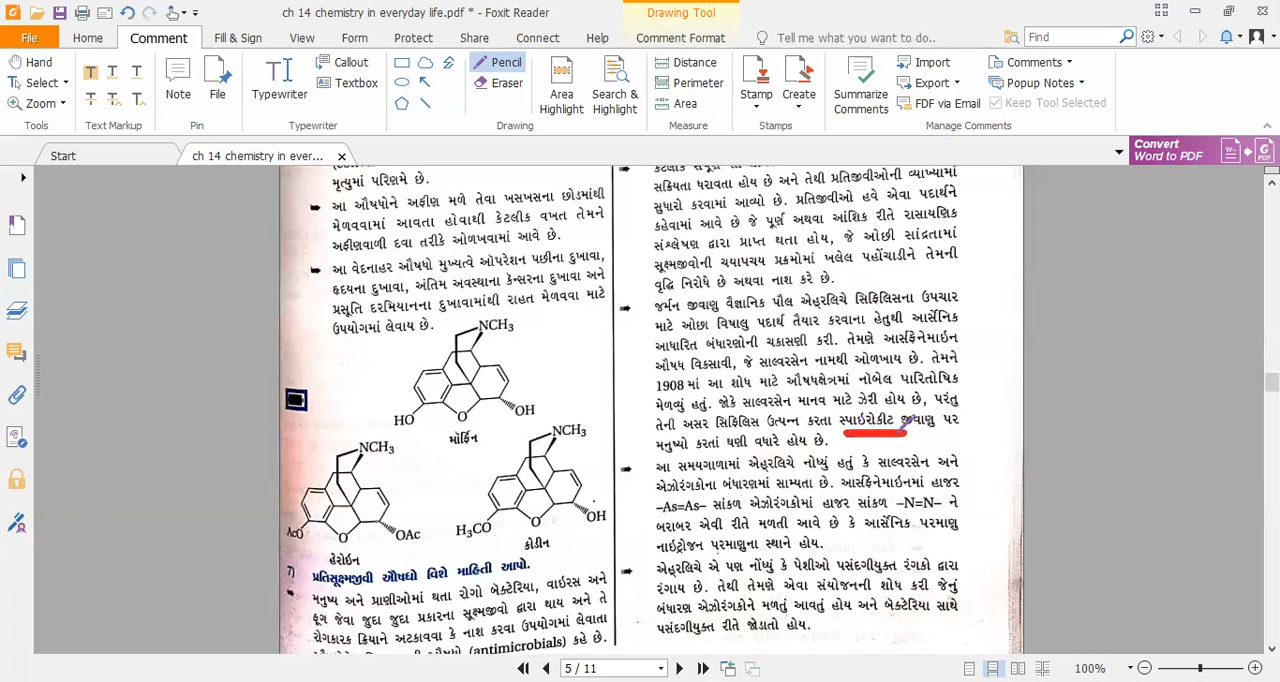 ch 14 chemistry in everyday life.pdf * - Foxit Reader
Drawing Tool
File Home Comment Fill & Sign View Form Protect Share Connect Help Comment Format Tell me what you want to do.. Find
Hand
Select
Zoom
Tools
Text Markup
Note
File
Pin
Typewriter
Callout
Textbox
Typewriter
Pencil
Eraser
Area Highlight
Search & Highlight
Drawing
Distance
Perimeter
Area
Measure
Stamp
Create
Stamps
Summarize Comments
Import
Export
FDF via Email
Comments
Popup Notes
Keep Tool Selected
Manage Comments
Start
ch 14 chemistry in ever...
Convert
Word to PDF
મૃત્યુમાં પરિણમે છે.
આ ઔષધોને અફીણ મળે તેવા ખસખસના છોડમાંથી
મેળવવામાં આવતા હોવાથી કેટલીક વખત તેમને
અફીણવાળી દવા તરીકે ઓળખવામાં આવે છે.
આ વેદનાહર ઔષધો મુખ્યત્વે ઑપરેશન પછીના દુખાવા,
હૃદયના દુખાવા, અંતિમ અવસ્થાના કૅન્સરના દુખાવા અને
પ્રસૂતિ દરમિયાનના દુખાવામાંથી રાહત મેળવવા માટે
ઉપયોગમાં લેવાય છે.
NCH3
HO
O
OH
મૉર્ફિન
NCH3
AcO
O
OAc
હેરોઇન
NCH3
H3CO
O
OH
કોડીન
7) પ્રતિસૂક્ષ્મજીવી ઔષધો વિશે માહિતી આપો.
મનુષ્ય અને પ્રાણીઓમાં થતા રોગો બૅક્ટેરિયા, વાઇરસ અને
ફૂગ જેવા જુદા જુદા પ્રકારના સૂક્ષ્મજીવો દ્વારા થાય અને તે
રોગકારક ક્રિયાને અટકાવવા કે નાશ કરવા ઉપયોગમાં લેવાતા
(antimicrobials) કહે છે.
સક્રિયતા ધરાવતા હોય છે અને તેથી પ્રતિજીવીઓની વ્યાખ્યામાં
સુધારો કરવામાં આવ્યો છે. પ્રતિજીવીઓ હવે એવા પદાર્થને
કહેવામાં આવે છે જે પૂર્ણ અથવા આંશિક રીતે રાસાયણિક
સંશ્લેષણ દ્વારા પ્રાપ્ત થતા હોય, જે ઓછી સાંદ્રતામાં
સૂક્ષ્મજીવોની ચયાપચય પ્રક્રમોમાં ખલેલ પહોંચાડીને તેમની
વૃદ્ધિ નિરોધે છે અથવા નાશ કરે છે.
જર્મન જીવાણુ વૈજ્ઞાનિક પૌલ એહરલિચે સિફિલિસના ઉપચાર
માટે ઓછા વિષાલુ પદાર્થ તૈયાર કરવાના હેતુથી આર્સેનિક
આધારિત બંધારણોની ચકાસણી કરી. તેમણે આરસ્ફિનેમાઇન
ઔષધ વિકસાવી, જે સાલ્વરસેન નામથી ઓળખાય છે. તેમને
1908 માં આ શોધ માટે ઔષધક્ષેત્રમાં નોબેલ પારિતોષિક
મેળવ્યું હતું. જોકે સાલ્વરસેન માનવ માટે ઝેરી હોય છે, પરંતુ
તેની અસર સિફિલિસ ઉત્પન્ન કરતા સ્પાઇરોકીટ જીવાણુ પર
મનુષ્યો કરતાં ઘણી વધારે હોય છે.
આ સમયગાળામાં એહરલિચે નોંધ્યું હતું કે સાલ્વરસેન અને
એઝોરંગકોના બંધારણમાં સામ્યતા છે. આરસ્ફિનેમાઇનમાં હાજર
–As=As– સાંકળ એઝોરંગકોમાં હાજર સાંકળ –N=N– ને
બરાબર એવી રીતે મળતી આવે છે કે આર્સેનિક પરમાણુ
નાઇટ્રોજન પરમાણુના સ્થાને હોય.
એહરલિચે એ પણ નોંધ્યું કે પેશીઓ પસંદગીયુક્ત રંગકો દ્વારા
રંગાય છે. તેથી તેમણે એવા સંયોજનની શોધ કરી જેનું
બંધારણ એઝોરંગકોને મળતું આવતું હોય અને બેક્ટેરિયા સાથે
પસંદગીયુક્ત રીતે જોડાતો હોય.
5 / 11
100%